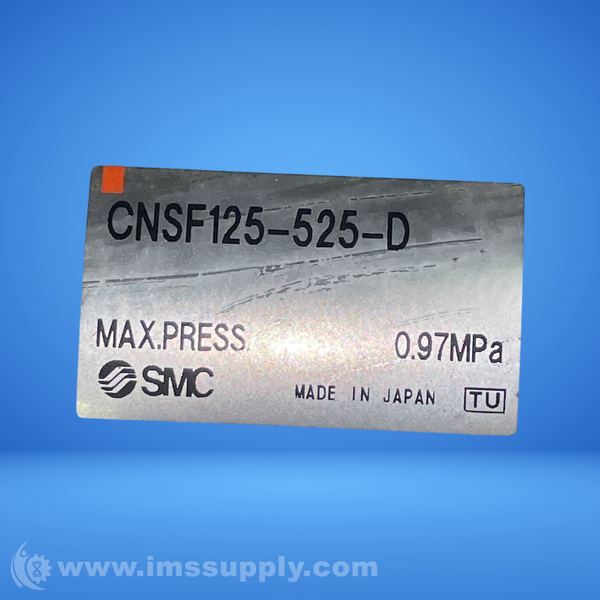 CNSF125-525-D
MAX.PRESS. 0.97MPa
SMC MADE IN JAPAN TU
www.imssupply.com